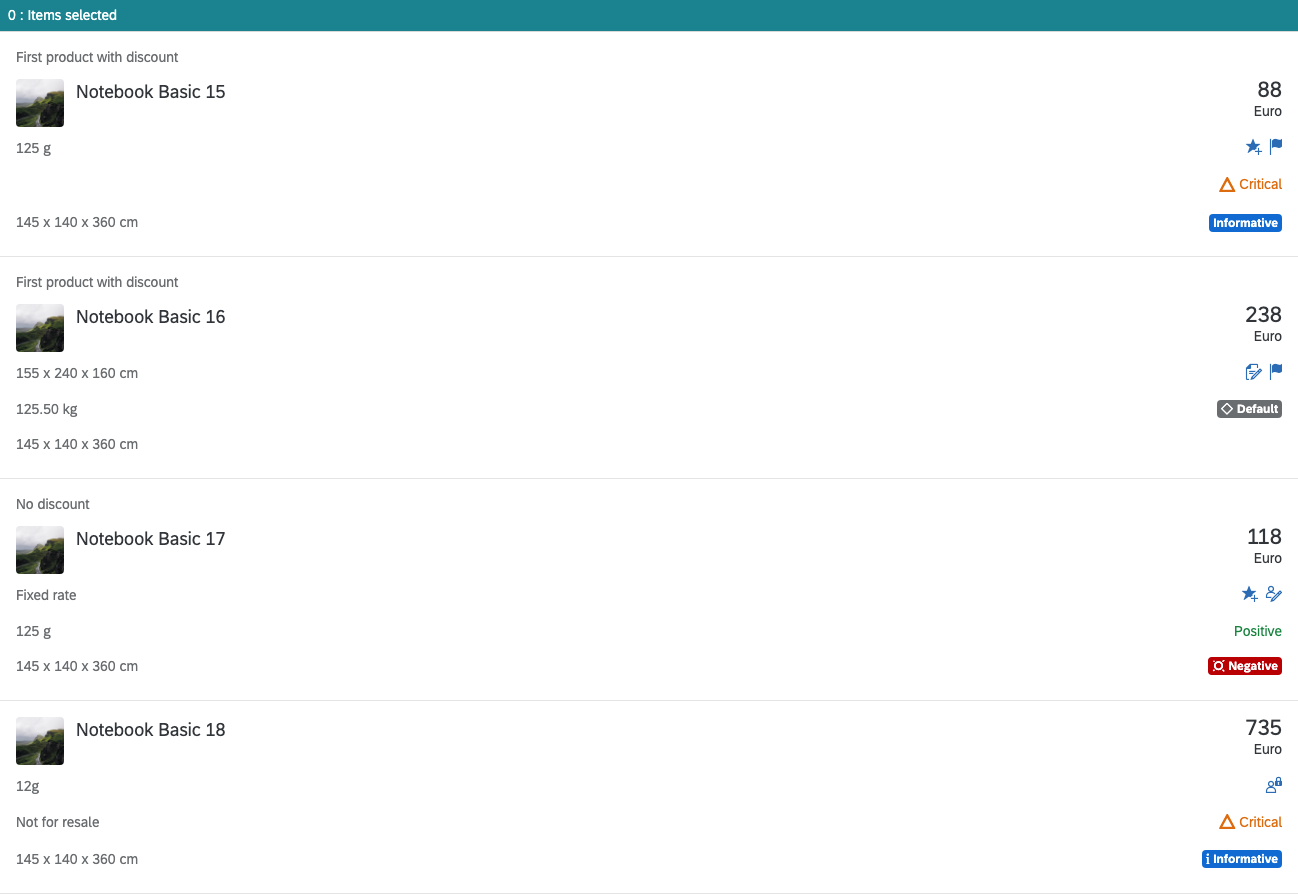 0 : Items selected
First product with discount
Notebook Basic 15
88
Euro
125 g
Critical
145 x 140 x 360 cm
Informative
First product with discount
Notebook Basic 16
238
Euro
155 x 240 x 160 cm
125.50 kg
Default
145 x 140 x 360 cm
No discount
Notebook Basic 17
118
Euro
Fixed rate
125 g
Positive
145 x 140 x 360 cm
Negative
Notebook Basic 18
735
Euro
12g
Not for resale
Critical
145 x 140 x 360 cm
Informative